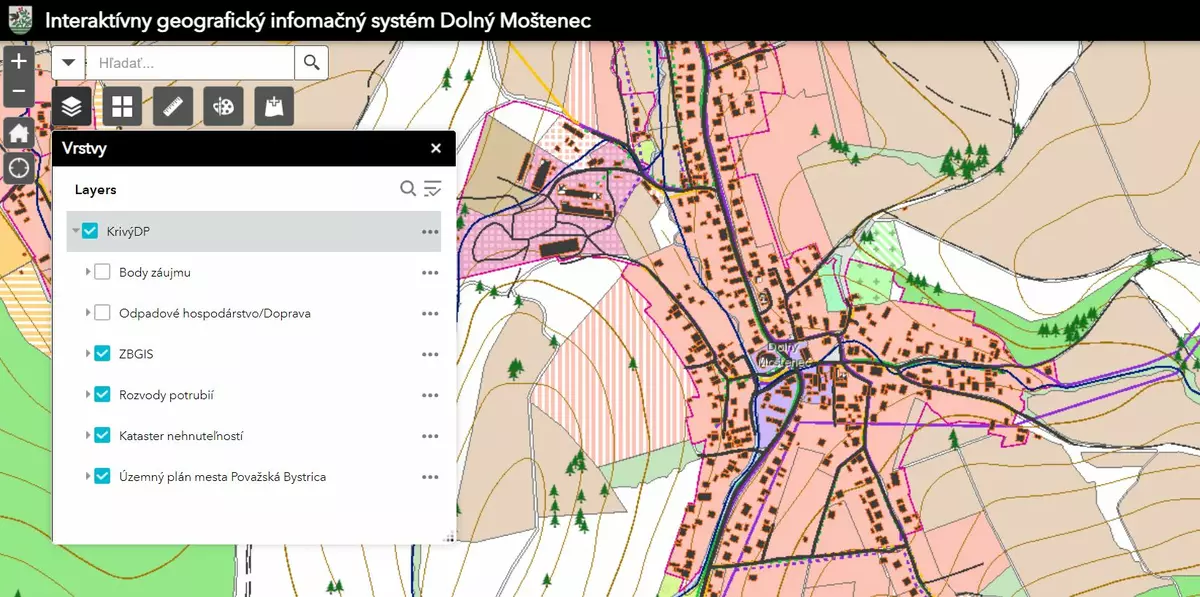 Interaktívny geografický infomačný systém Dolný Moštenec
+
Hľadať...
−
Vrstvy
Layers
KrivýDP
Body záujmu
Odpadové hospodárstvo/Doprava
ZBGIS
Rozvody potrubií
Kataster nehnuteľností
Územný plán mesta Považská Bystrica
Dolný
Moštenec